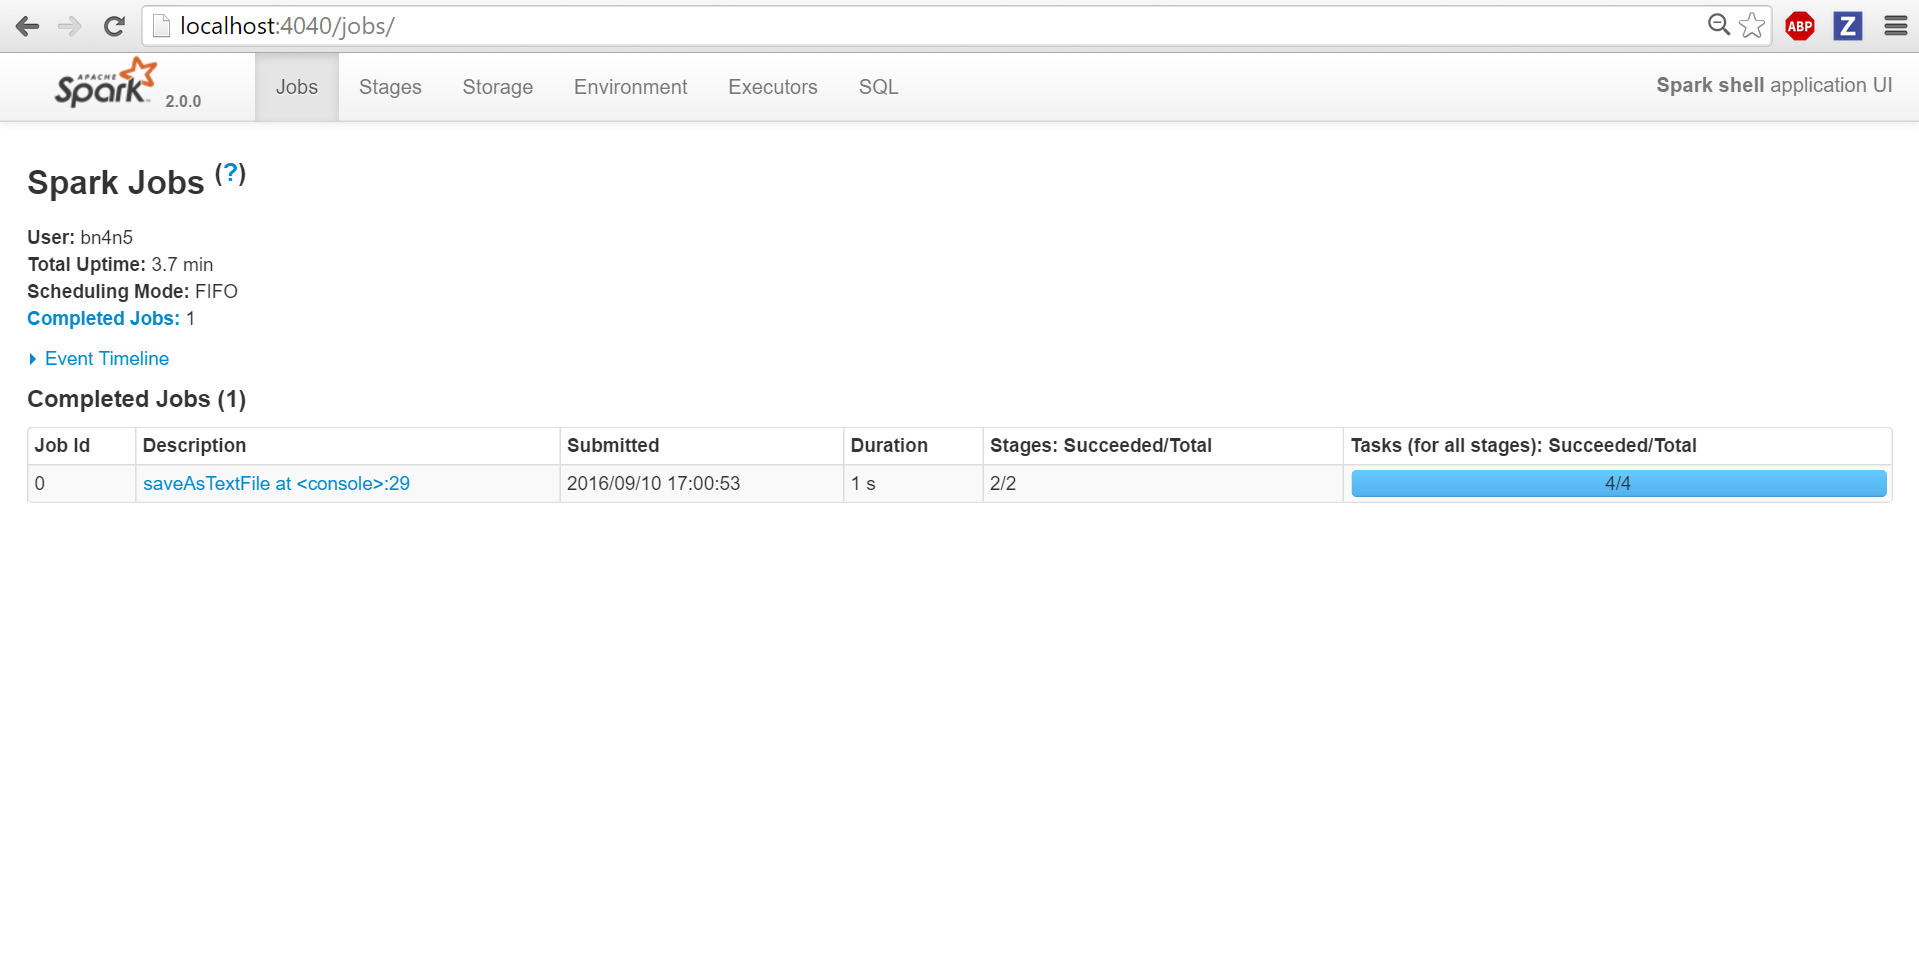 localhost:4040/jobs/
ABP
Z
APACHE
Spark™ 2.0.0 Jobs Stages Storage Environment Executors SQL Spark shell application UI
Spark Jobs (?)
User: bn4n5
Total Uptime: 3.7 min
Scheduling Mode: FIFO
Completed Jobs: 1
Event Timeline
Completed Jobs (1)
Job Id Description Submitted Duration Stages: Succeeded/Total Tasks (for all stages): Succeeded/Total
0 saveAsTextFile at <console>:29 2016/09/10 17:00:53 1 s 2/2 4/4